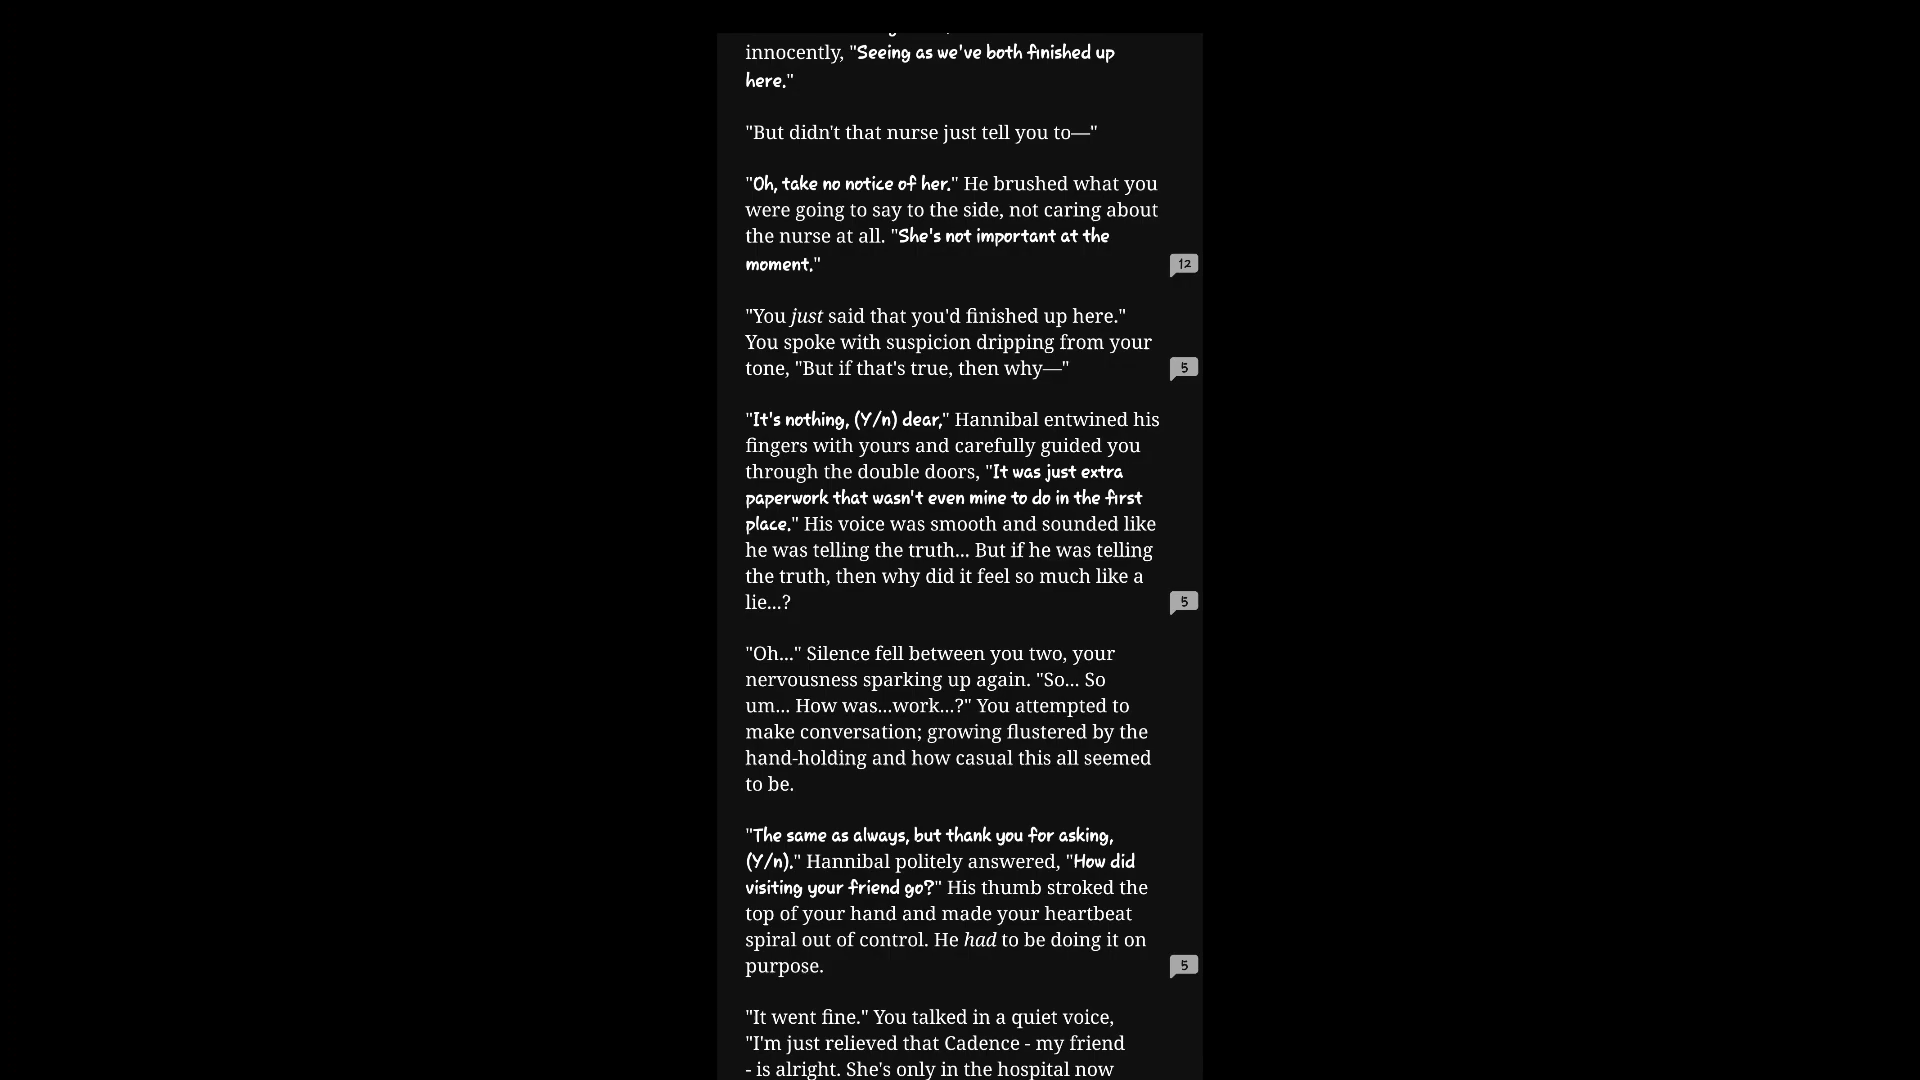 innocently, "Seeing as we've both finished up
here."
"But didn't that nurse just tell you to—"
"Oh, take no notice of her." He brushed what you
were going to say to the side, not caring about
the nurse at all. "She's not important at the
moment."
12
"You just said that you'd finished up here."
You spoke with suspicion dripping from your
tone, "But if that's true, then why—"
5
"It's nothing, (Y/n) dear," Hannibal entwined his
fingers with yours and carefully guided you
through the double doors, "It was just extra
paperwork that wasn't even mine to do in the first
place." His voice was smooth and sounded like
he was telling the truth... But if he was telling
the truth, then why did it feel so much like a
lie...?
5
"Oh..." Silence fell between you two, your
nervousness sparking up again. "So... So
um... How was...work...?" You attempted to
make conversation; growing flustered by the
hand-holding and how casual this all seemed
to be.
"The same as always, but thank you for asking,
(Y/n)." Hannibal politely answered, "How did
visiting your friend go?" His thumb stroked the
top of your hand and made your heartbeat
spiral out of control. He had to be doing it on
purpose.
5
"It went fine." You talked in a quiet voice,
"I'm just relieved that Cadence - my friend
- is alright. She's only in the hospital now